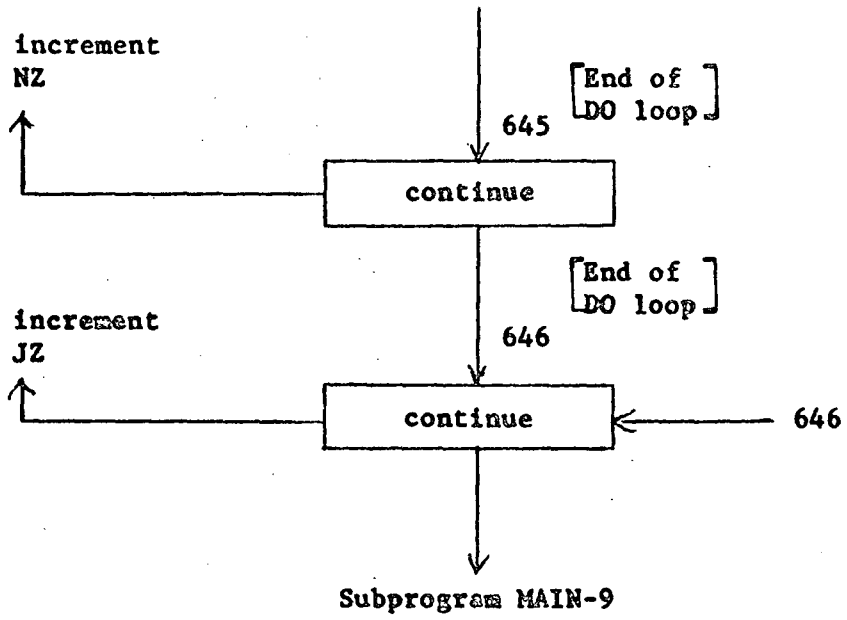 increment
NZ
[End of
DO loop]
645
continue
[End of
DO loop]
increment
JZ
646
continue
646
Subprogram MAIN-9